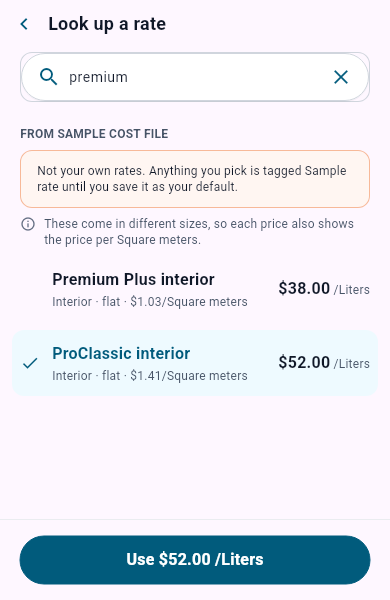 Look up a rate
premium
FROM SAMPLE COST FILE
Not your own rates. Anything you pick is tagged Sample
rate until you save it as your default.
These come in different sizes, so each price also shows
the price per Square meters.
Premium Plus interior
$38.00 /Liters
Interior · flat · $1.03/Square meters
ProClassic interior
$52.00 /Liters
Interior · flat · $1.41/Square meters
Use $52.00 /Liters